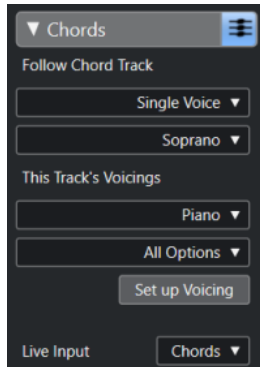 Chords
Follow Chord Track
Single Voice
Soprano
This Track's Voicings
Piano
All Options
Set up Voicing
Live Input Chords